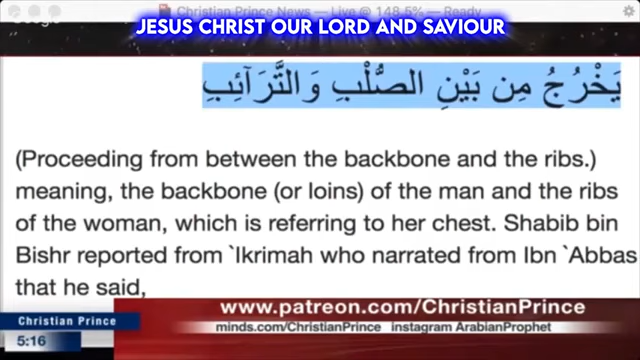 Christian Prince News — Live @ 148.5% — Ready
JESUS CHRIST OUR LORD AND SAVIOUR
يَخْرُجُ مِن بَيْنِ الصُّلْبِ وَالتَّرَآئِبِ
(Proceeding from between the backbone and the ribs.)
meaning, the backbone (or loins) of the man and the ribs
of the woman, which is referring to her chest. Shabib bin
Bishr reported from `Ikrimah who narrated from Ibn `Abbas
that he said,
www.patreon.com/ChristianPrince
Christian Prince
minds.com/ChristianPrince instagram ArabianProphet
5:16